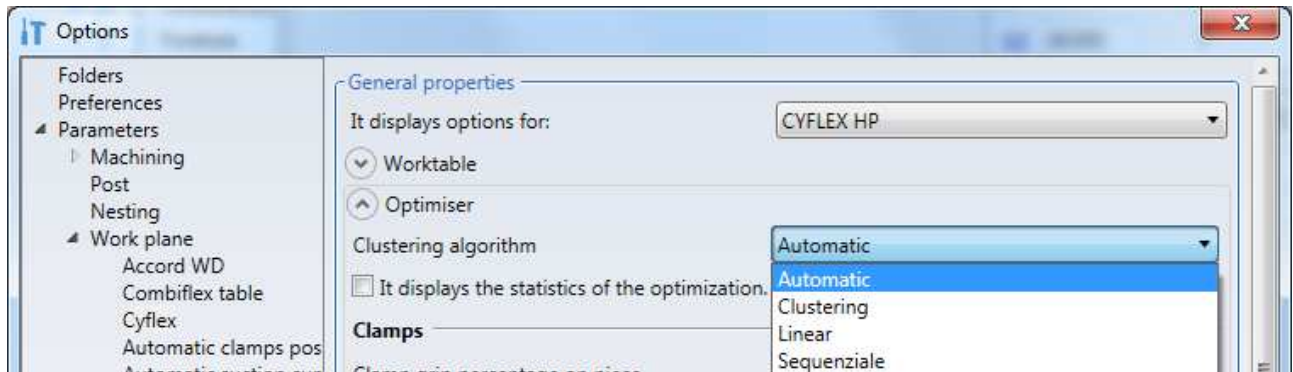 Options
Folders
Preferences
Parameters
Machining
Post
Nesting
Work plane
Accord WD
Combiflex table
Cyflex
Automatic clamps pos
General properties
It displays options for: CYFLEX HP
Worktable
Optimiser
Clustering algorithm Automatic
It displays the statistics of the optimization.
Clamps
Automatic
Clustering
Linear
Sequenziale